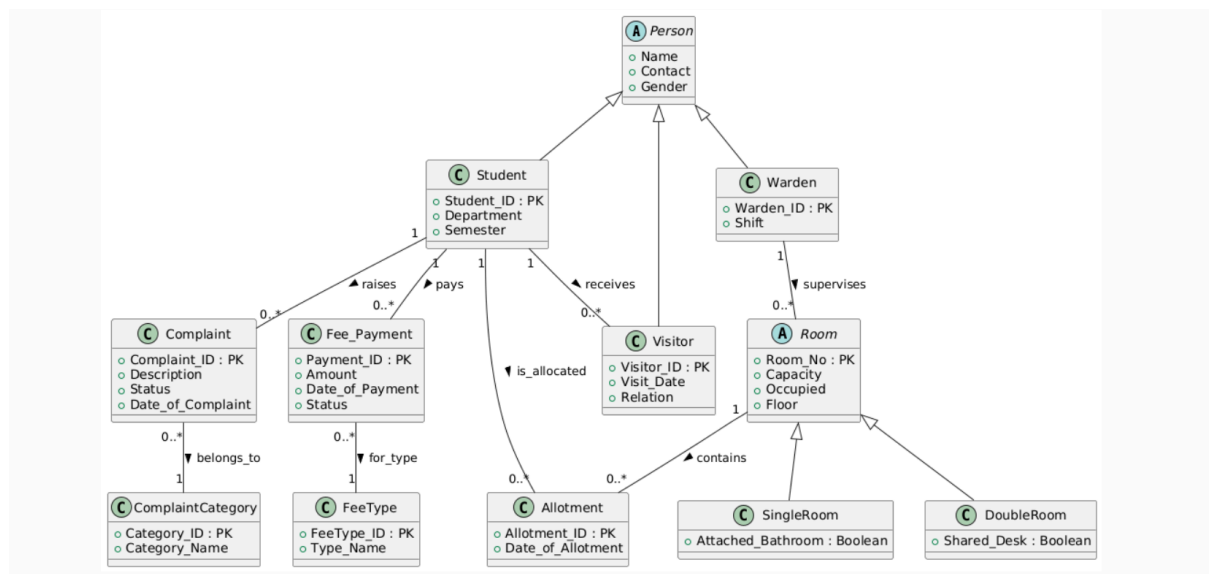 A Person
Name
Contact
Gender
C Student
Student_ID : PK
Department
Semester
C Warden
Warden_ID : PK
Shift
1
1
1
1
1
raises
pays
receives
supervises
0..*
0..*
0..*
0..*
C Complaint
Complaint_ID : PK
Description
Status
Date_of_Complaint
C Fee_Payment
Payment_ID : PK
Amount
Date_of_Payment
Status
is_allocated
C Visitor
Visitor_ID : PK
Visit_Date
Relation
A Room
Room_No : PK
Capacity
Occupied
Floor
0..*
belongs_to
1
0..*
for_type
1
0..*
1
contains
0..*
C ComplaintCategory
Category_ID : PK
Category_Name
C FeeType
FeeType_ID : PK
Type_Name
C Allotment
Allotment_ID : PK
Date_of_Allotment
C SingleRoom
Attached_Bathroom : Boolean
C DoubleRoom
Shared_Desk : Boolean